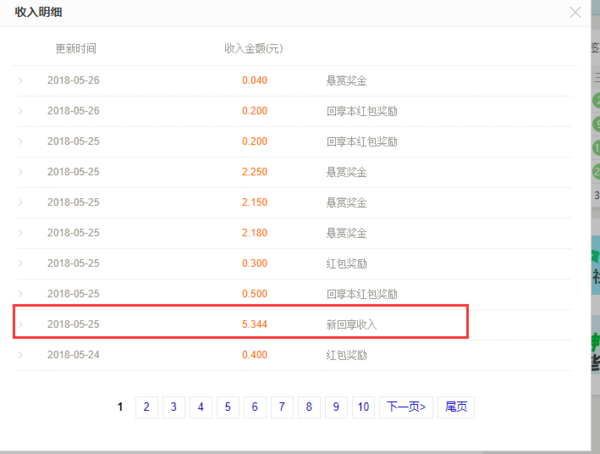 收入明细
更新时间 收入金额(元)
2018-05-26 0.040 悬赏奖金
2018-05-26 0.200 回享本红包奖励
2018-05-25 0.200 回享本红包奖励
2018-05-25 2.250 悬赏奖金
2018-05-25 2.150 悬赏奖金
2018-05-25 2.180 悬赏奖金
2018-05-25 0.300 红包奖励
2018-05-25 0.500 回享本红包奖励
2018-05-25 5.344 新回享收入
2018-05-24 0.400 红包奖励
1 2 3 4 5 6 7 8 9 10 下一页> 尾页